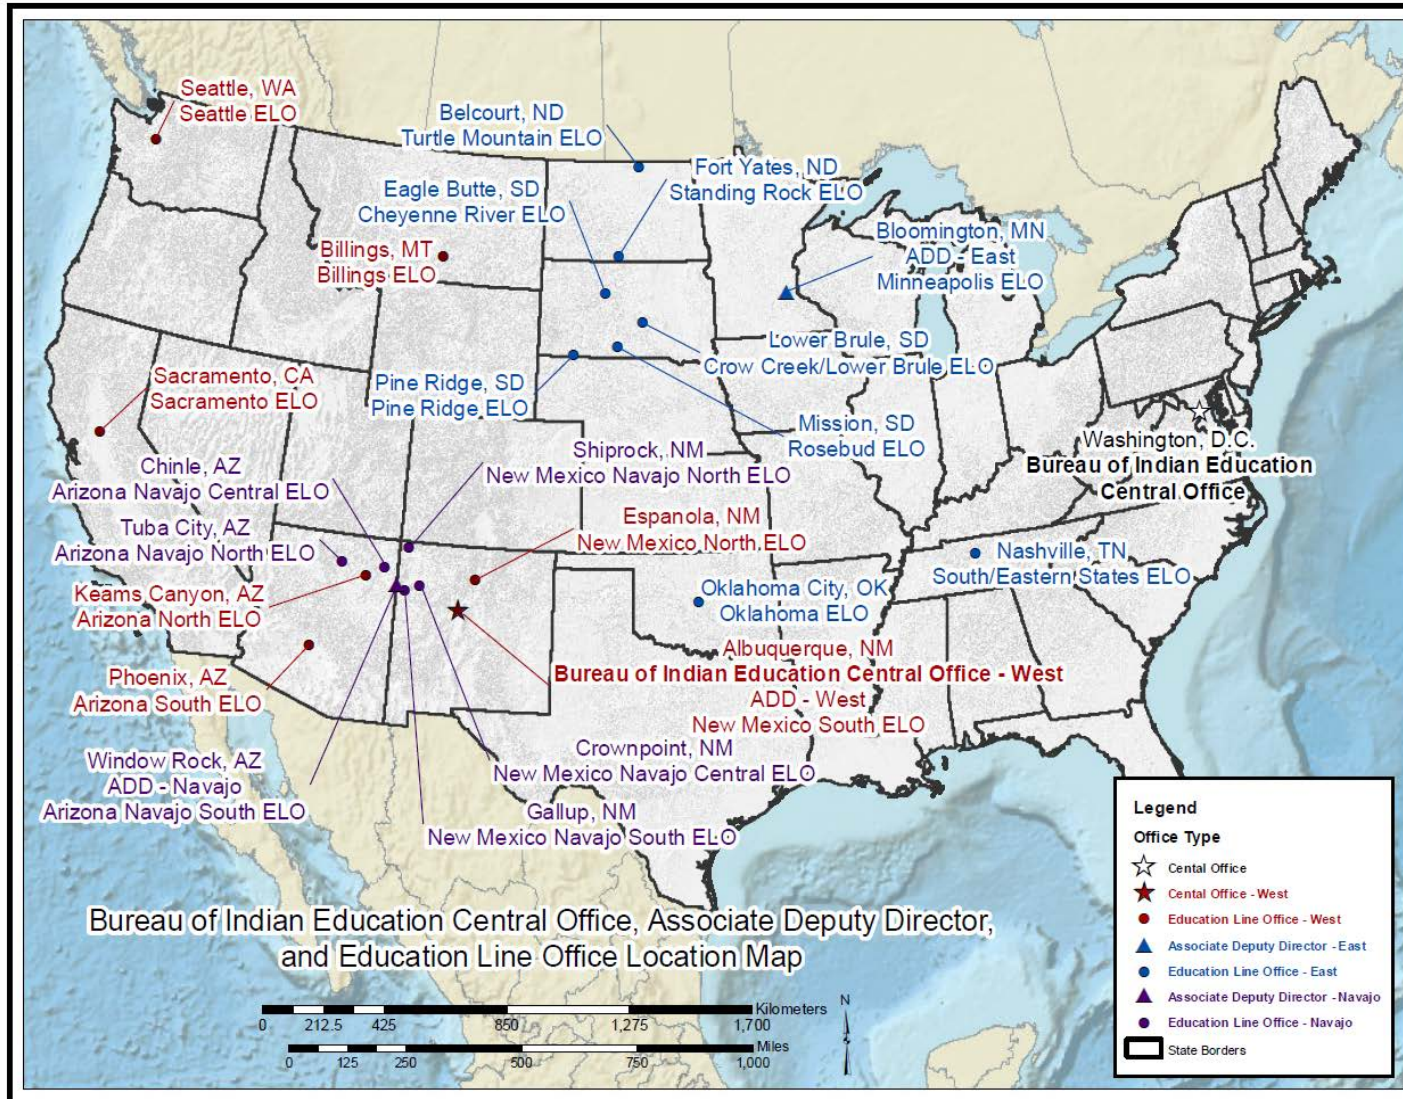 Seattle, WA
Seattle ELO
Belcourt, ND
Turtle Mountain ELO
Fort Yates, ND
Standing Rock ELO
Eagle Butte, SD
Cheyenne River ELO
Bloomington, MN
ADD - East
Minneapolis ELO
Billings, MT
Billings ELO
Lower Brule, SD
Crow Creek/Lower Brule ELO
Sacramento, CA
Sacramento ELO
Pine Ridge, SD
Pine Ridge ELO
Mission, SD
Rosebud ELO
Washington, D.C.
Bureau of Indian Education
Central Office
Shiprock, NM
New Mexico Navajo North ELO
Chinle, AZ
Arizona Navajo Central ELO
Espanola, NM
New Mexico North ELO
Tuba City, AZ
Arizona Navajo North ELO
Nashville, TN
South/Eastern States ELO
Keams Canyon, AZ
Arizona North ELO
Oklahoma City, OK
Oklahoma ELO
Albuquerque, NM
Bureau of Indian Education Central Office - West
ADD - West
New Mexico South ELO
Phoenix, AZ
Arizona South ELO
Window Rock, AZ
ADD - Navajo
Arizona Navajo South ELO
Crownpoint, NM
New Mexico Navajo Central ELO
Gallup, NM
New Mexico Navajo South ELO
Legend
Office Type
Cental Office
Cental Office - West
Education Line Office - West
Associate Deputy Director - East
Education Line Office - East
Associate Deputy Director - Navajo
Education Line Office - Navajo
State Borders
Bureau of Indian Education Central Office, Associate Deputy Director,
and Education Line Office Location Map
Kilometers
0 212.5 425 850 1,275 1,700
Miles
0 125 250 500 750 1,000
N